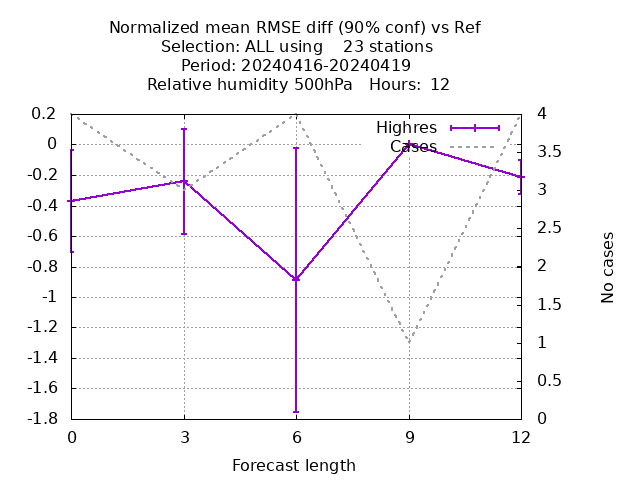 Normalized mean RMSE diff (90% conf) vs Ref
Selection: ALL using    23 stations
Period: 20240416-20240419
Relative humidity 500hPa   Hours:  12
Highres
Cases
0.2
0
-0.2
-0.4
-0.6
-0.8
-1
-1.2
-1.4
-1.6
-1.8
4
3.5
3
2.5
2
1.5
1
0.5
0
No cases
0 3 6 9 12
Forecast length